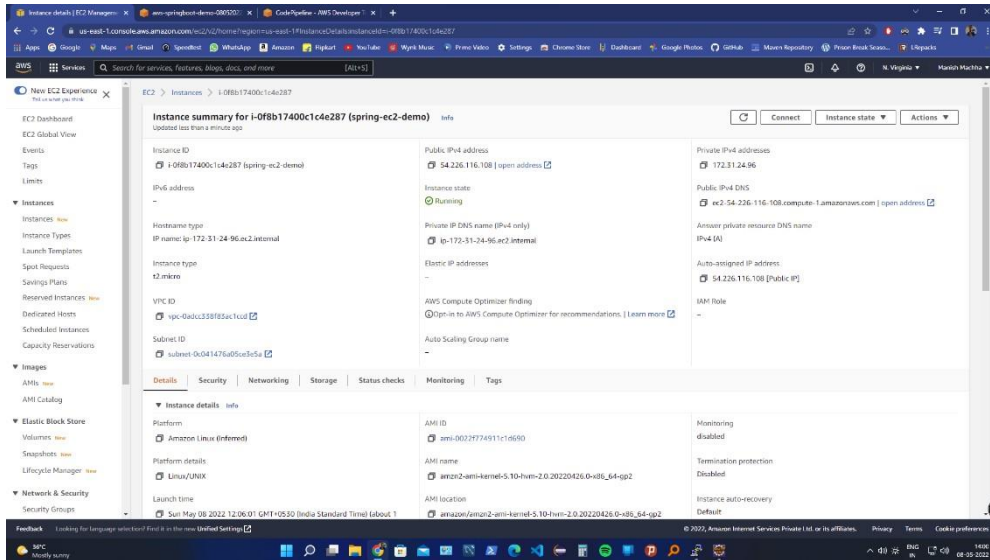 Instance details | EC2 Managem
aws-springboot-demo-08052022
CodePipeline - AWS Developer T
us-east-1.console.aws.amazon.com/ec2/v2/home?region=us-east-1#InstanceDetails:instanceId=i-0f8b17400c1c4e287
Apps Google Maps Gmail Speedtest WhatsApp Amazon Flipkart YouTube Wynk Music Prime Video Settings Chrome Store Dashboard Google Photos GitHub Maven Repository Prison Break Seaso...
aws Services Search for services, features, blogs, docs, and more [Alt+S] N. Virginia Manish Machha
New EC2 Experience
Tell us what you think
EC2 Dashboard
EC2 Global View
Events
Tags
Limits
Instances
Instances New
Instance Types
Launch Templates
Spot Requests
Savings Plans
Reserved Instances New
Dedicated Hosts
Scheduled Instances
Capacity Reservations
Images
AMIs New
AMI Catalog
Elastic Block Store
Volumes New
Snapshots New
Lifecycle Manager New
Network & Security
Security Groups
EC2 > Instances > i-0f8b17400c1c4e287
Instance summary for i-0f8b17400c1c4e287 (spring-ec2-demo) Info
Updated less than a minute ago
Connect Instance state Actions
Instance ID
i-0f8b17400c1c4e287 (spring-ec2-demo)
Public IPv4 address
54.226.116.108 | open address
Private IPv4 addresses
172.31.24.96
IPv6 address
–
Instance state
Running
Public IPv4 DNS
ec2-54-226-116-108.compute-1.amazonaws.com | open address
Hostname type
IP name: ip-172-31-24-96.ec2.internal
Private IP DNS name (IPv4 only)
ip-172-31-24-96.ec2.internal
Answer private resource DNS name
IPv4 (A)
Instance type
t2.micro
Elastic IP addresses
–
Auto-assigned IP address
54.226.116.108 [Public IP]
VPC ID
vpc-0adcc338f83ac1ccd
AWS Compute Optimizer finding
Opt-in to AWS Compute Optimizer for recommendations. | Learn more
IAM Role
–
Subnet ID
subnet-0c041476a05ce3e5a
Auto Scaling Group name
–
Details Security Networking Storage Status checks Monitoring Tags
Instance details Info
Platform
Amazon Linux (Inferred)
AMI ID
ami-0022f774911c1d690
Monitoring
disabled
Platform details
Linux/UNIX
AMI name
amzn2-ami-kernel-5.10-hvm-2.0.20220426.0-x86_64-gp2
Termination protection
Disabled
Launch time
Sun May 08 2022 12:06:01 GMT+0530 (India Standard Time) (about 1
AMI location
amazon/amzn2-ami-kernel-5.10-hvm-2.0.20220426.0-x86_64-gp2
Instance auto-recovery
Default
Feedback Looking for language selection? Find it in the new Unified Settings © 2022, Amazon Internet Services Private Ltd. or its affiliates. Privacy Terms Cookie preferences
Mostly sunny
ENG
IN
14:00
08-05-2022